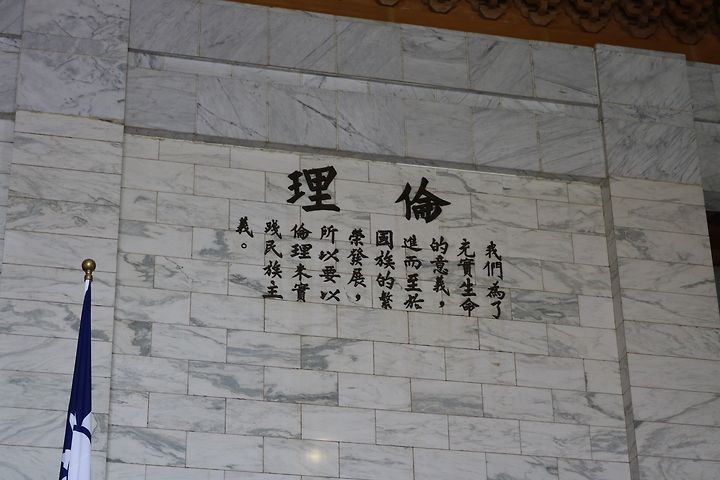 倫理
我們為了
充實生命
的意義，
進而至於
國族的繁
榮發展，
所以要以
倫理來實
踐民族主
義。